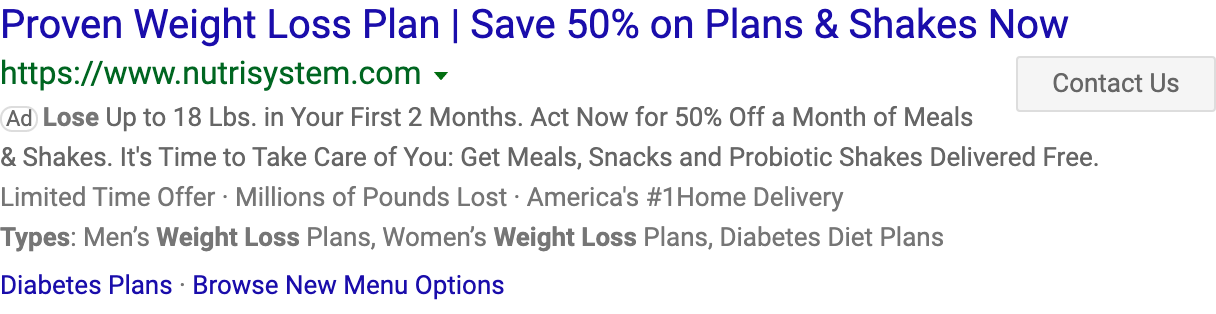 Proven Weight Loss Plan | Save 50% on Plans & Shakes Now
https://www.nutrisystem.com
Contact Us
Ad Lose Up to 18 Lbs. in Your First 2 Months. Act Now for 50% Off a Month of Meals
& Shakes. It's Time to Take Care of You: Get Meals, Snacks and Probiotic Shakes Delivered Free.
Limited Time Offer · Millions of Pounds Lost · America's #1Home Delivery
Types: Men’s Weight Loss Plans, Women’s Weight Loss Plans, Diabetes Diet Plans
Diabetes Plans · Browse New Menu Options